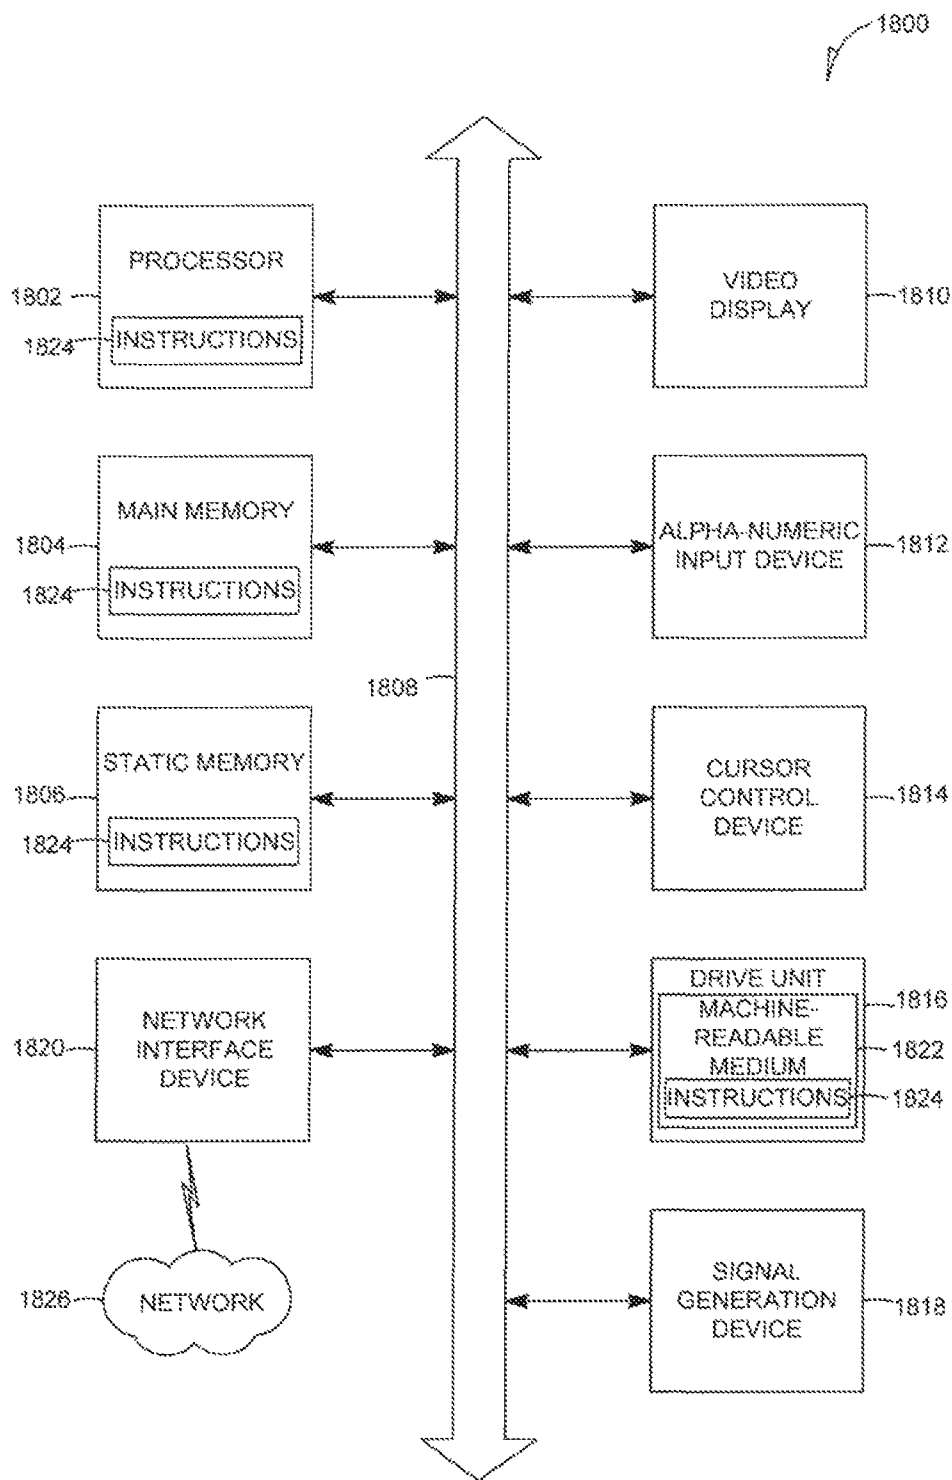 1800
PROCESSOR
1802
1824
INSTRUCTIONS
VIDEO
DISPLAY
1810
MAIN MEMORY
1804
1824
INSTRUCTIONS
ALPHA-NUMERIC
INPUT DEVICE
1812
1808
STATIC MEMORY
1806
1824
INSTRUCTIONS
CURSOR
CONTROL
DEVICE
1814
NETWORK
INTERFACE
DEVICE
1820
DRIVE UNIT
1816
MACHINE-
READABLE
MEDIUM
1822
INSTRUCTIONS
1824
1826
NETWORK
SIGNAL
GENERATION
DEVICE
1818